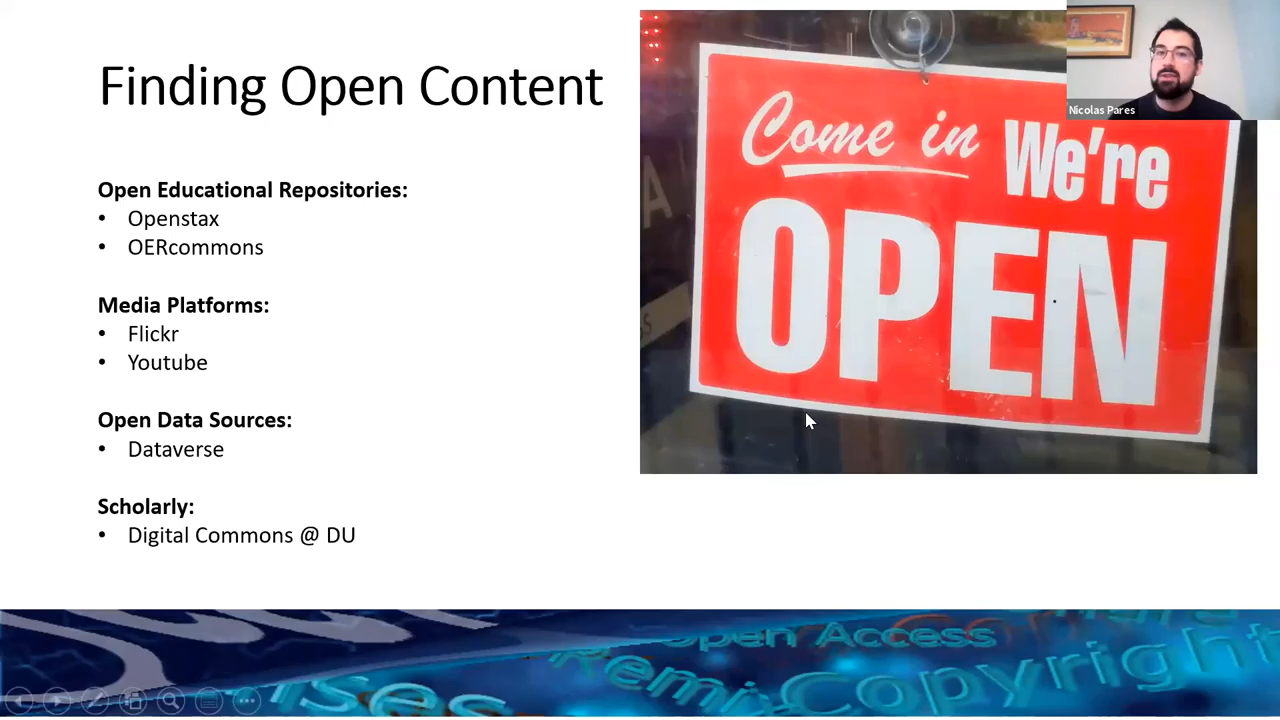 Finding Open Content
Open Educational Repositories:
• Openstax
• OERcommons
Media Platforms:
• Flickr
• Youtube
Open Data Sources:
• Dataverse
Scholarly:
• Digital Commons @ DU
Come in We're
OPEN
Nicolas Pares
Open Access
Copyright